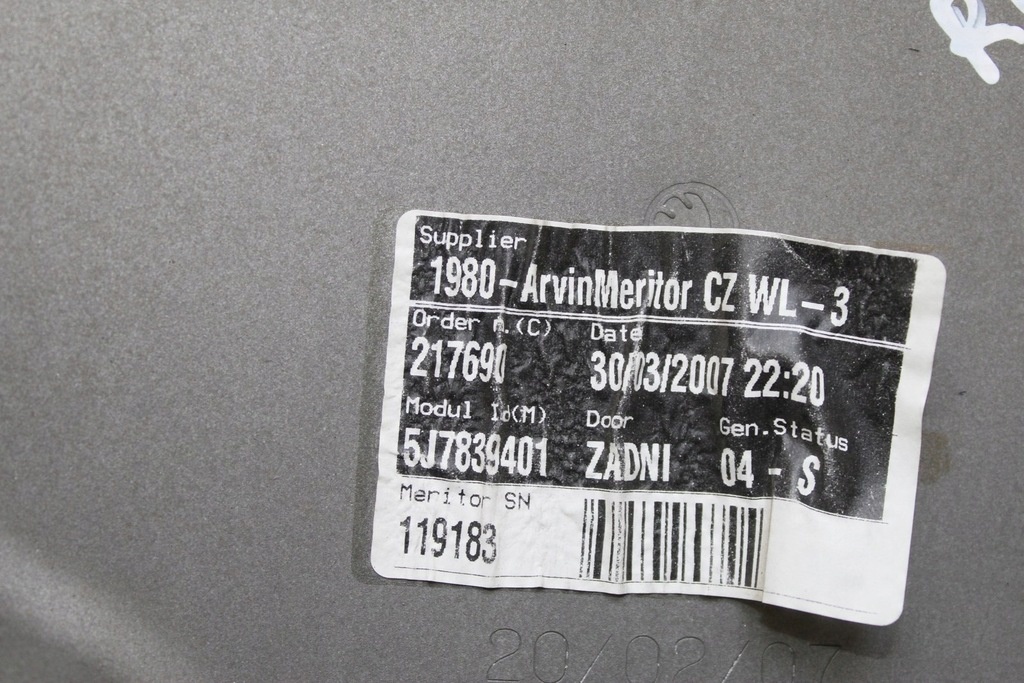 Supplier
1980-ArvinMeritor CZ WL-3
Order n.(C) Date
217690 30/03/2007 22:20
Modul Id(M) Door Gen.Status
5J7839401 ZADNI 04 - S
Meritor SN
119183
20/02/07